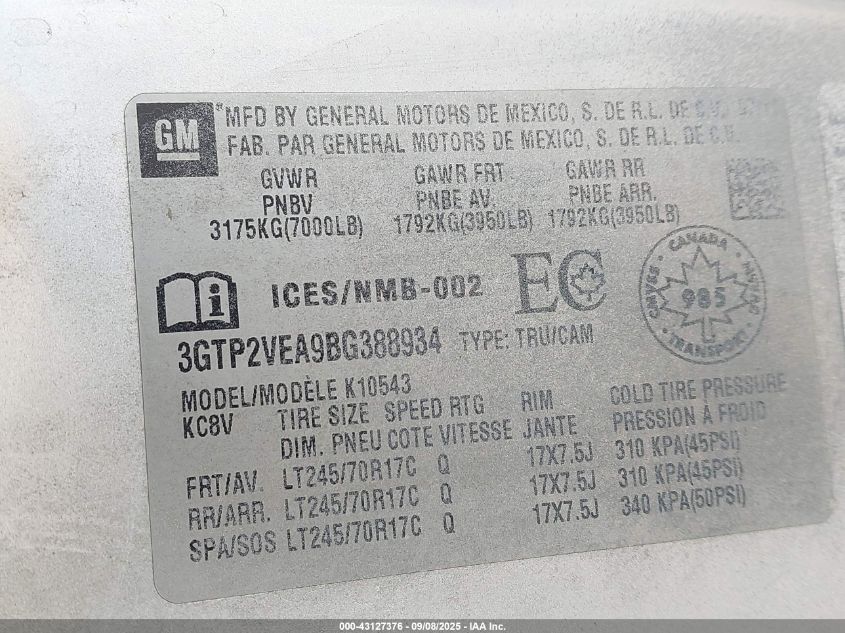 GM
*MFD BY GENERAL MOTORS DE MEXICO, S. DE R.L. DE C.V.
FAB. PAR GENERAL MOTORS DE MEXICO, S. DE R.L. DE C.V.
GVWR GAWR FRT GAWR RR
PNBV PNBE AV. PNBE ARR.
3175KG(7000LB) 1792KG(3950LB) 1792KG(3950LB)
i ICES/NMB-002 EC
CANADA
CMVSS 985 NSVAC
TRANSPORT
3GTP2VEA9BG388934 TYPE: TRU/CAM
MODEL/MODÈLE K10543
KC8V TIRE SIZE SPEED RTG RIM COLD TIRE PRESSURE
DIM. PNEU COTE VITESSE JANTE PRESSION À FROID
FRT/AV. LT245/70R17C Q 17X7.5J 310 KPA(45PSI)
RR/ARR. LT245/70R17C Q 17X7.5J 310 KPA(45PSI)
SPA/SOS LT245/70R17C Q 17X7.5J 340 KPA(50PSI)
000-43127376 - 09/08/2025 - IAA Inc.